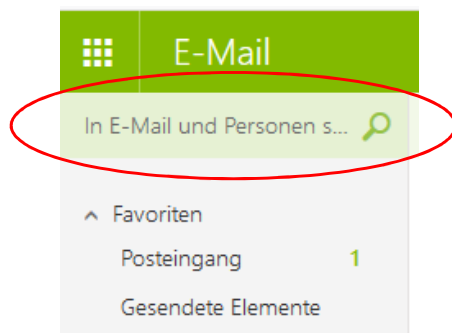 E-Mail
In E-Mail und Personen s...
Favoriten
Posteingang 1
Gesendete Elemente